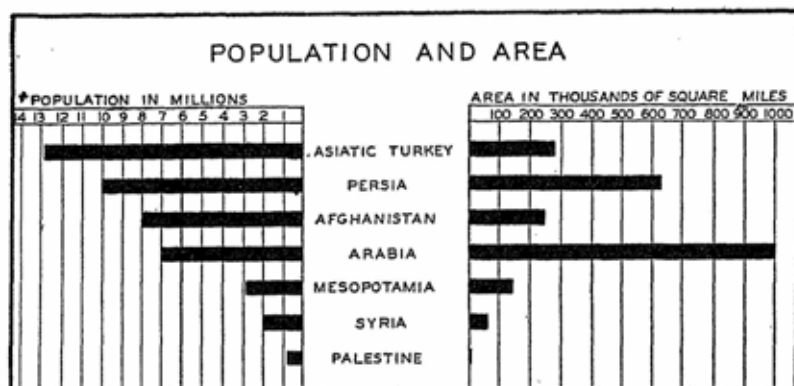 POPULATION AND AREA
*POPULATION IN MILLIONS
AREA IN THOUSANDS OF SQUARE MILES
14 13 12 11 10 9 8 7 6 5 4 3 2 1
100 200 300 400 500 600 700 800 900 1000
ASIATIC TURKEY
PERSIA
AFGHANISTAN
ARABIA
MESOPOTAMIA
SYRIA
PALESTINE